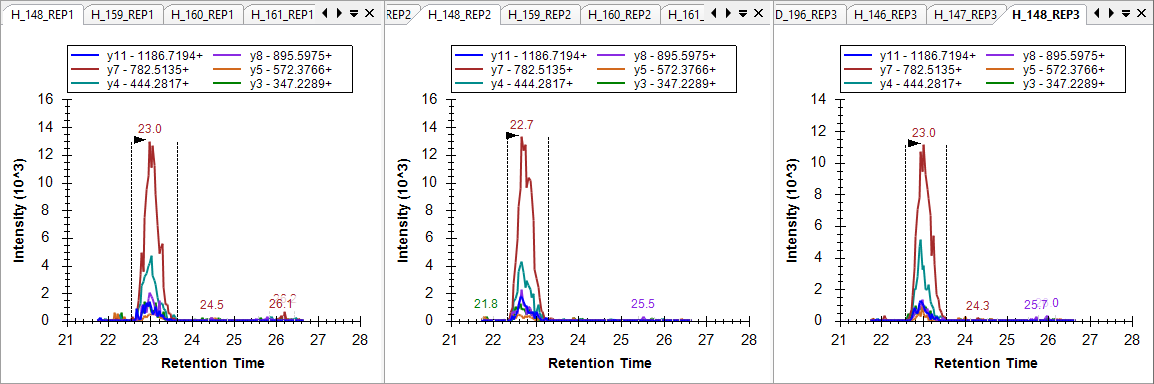 H_148_REP1 H_159_REP1 H_160_REP1 H_161_REP1
REP2 H_148_REP2 H_159_REP2 H_160_REP2 H_161_
D_196_REP3 H_146_REP3 H_147_REP3 H_148_REP3
y11 - 1186.7194+ y8 - 895.5975+
y7 - 782.5135+ y5 - 572.3766+
y4 - 444.2817+ y3 - 347.2289+
16
14
12
10
8
6
4
2
0
Intensity (10^3)
23.0
24.5
26.1
21 22 23 24 25 26 27 28
Retention Time
y11 - 1186.7194+ y8 - 895.5975+
y7 - 782.5135+ y5 - 572.3766+
y4 - 444.2817+ y3 - 347.2289+
16
14
12
10
8
6
4
2
0
Intensity (10^3)
22.7
21.8
25.5
21 22 23 24 25 26 27 28
Retention Time
y11 - 1186.7194+ y8 - 895.5975+
y7 - 782.5135+ y5 - 572.3766+
y4 - 444.2817+ y3 - 347.2289+
14
12
10
8
6
4
2
0
Intensity (10^3)
23.0
24.3
25.7 0
21 22 23 24 25 26 27 28
Retention Time